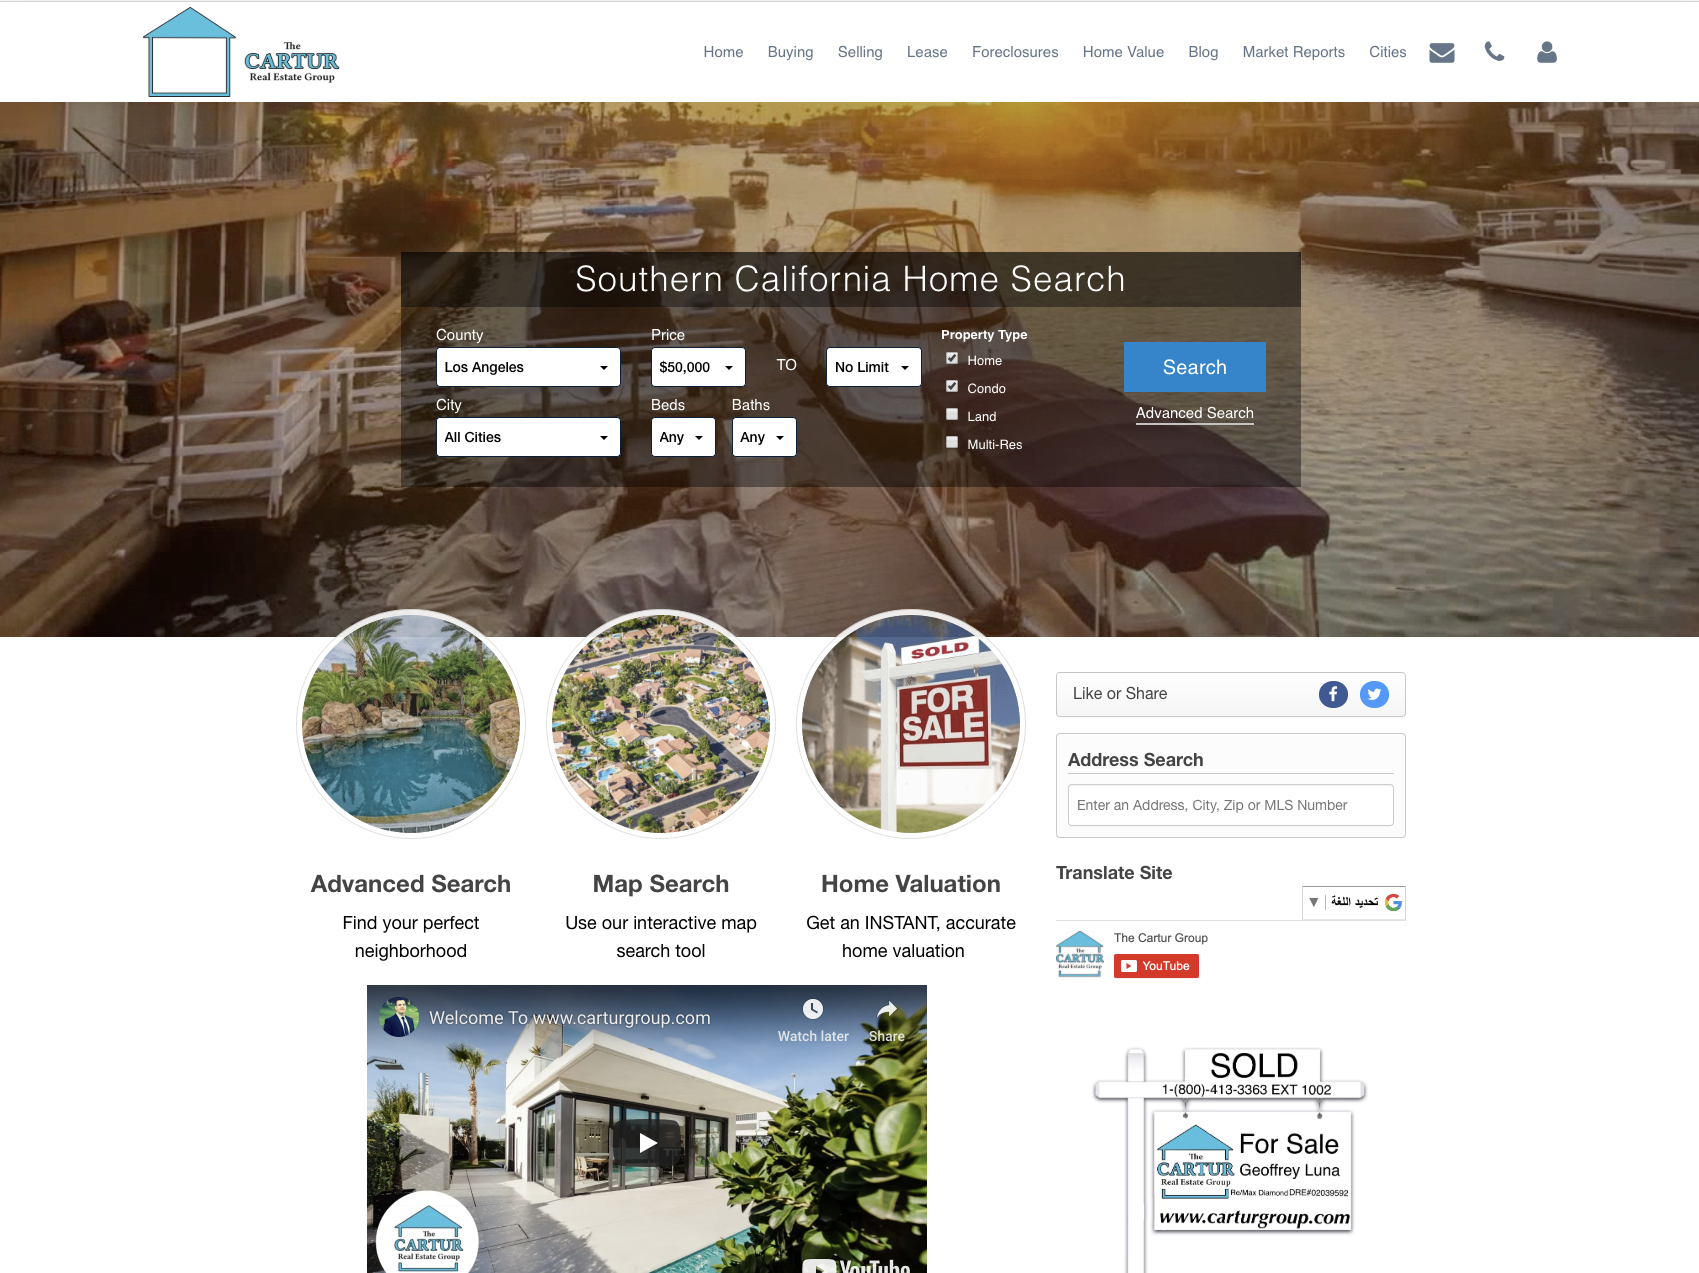 The
CARTUR
Real Estate Group
Home
Buying
Selling
Lease
Foreclosures
Home Value
Blog
Market Reports
Cities
Southern California Home Search
County
Los Angeles
Price
$50,000
TO
No Limit
City
All Cities
Beds
Any
Baths
Any
Property Type
Home
Condo
Land
Multi-Res
Search
Advanced Search
SOLD
FOR
SALE
Advanced Search
Find your perfect
neighborhood
Map Search
Use our interactive map
search tool
Home Valuation
Get an INSTANT, accurate
home valuation
Like or Share
Address Search
Enter an Address, City, Zip or MLS Number
Translate Site
تحديد اللغة
The
CARTUR
Real Estate Group
The Cartur Group
YouTube
Welcome To www.carturgroup.com
Watch later
Share
The
CARTUR
Real Estate Group
YouTube
SOLD
1-(800)-413-3363 EXT 1002
For Sale
Geoffrey Luna
The
CARTUR
Real Estate Group
Re/Max Diamond DRE#02039592
www.carturgroup.com